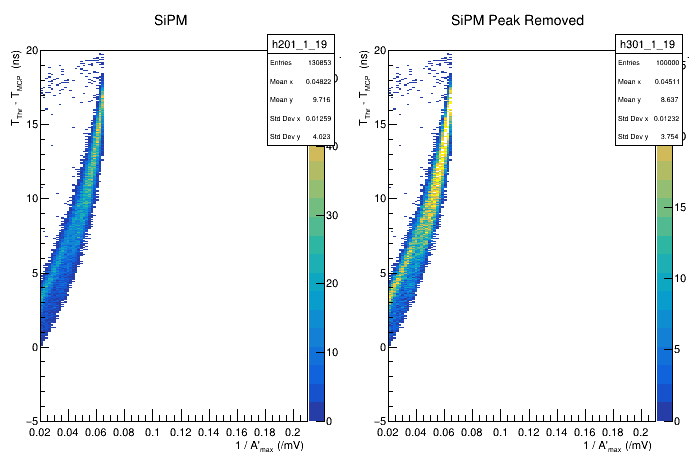 SiPM
h201_1_19
Entries 130853
Mean x 0.04822
Mean y 9.716
Std Dev x 0.01259
Std Dev y 4.023
T_Thr - T_MCP (ns)
20
15
10
5
0
−5
0.02 0.04 0.06 0.08 0.1 0.12 0.14 0.16 0.18 0.2
1 / A'_max (/mV)
40
30
20
10
0
SiPM Peak Removed
h301_1_19
Entries 100000
Mean x 0.04511
Mean y 8.637
Std Dev x 0.01232
Std Dev y 3.754
T_Thr - T_MCP (ns)
20
15
10
5
0
−5
0.02 0.04 0.06 0.08 0.1 0.12 0.14 0.16 0.18 0.2
1 / A'_max (/mV)
15
10
5
0